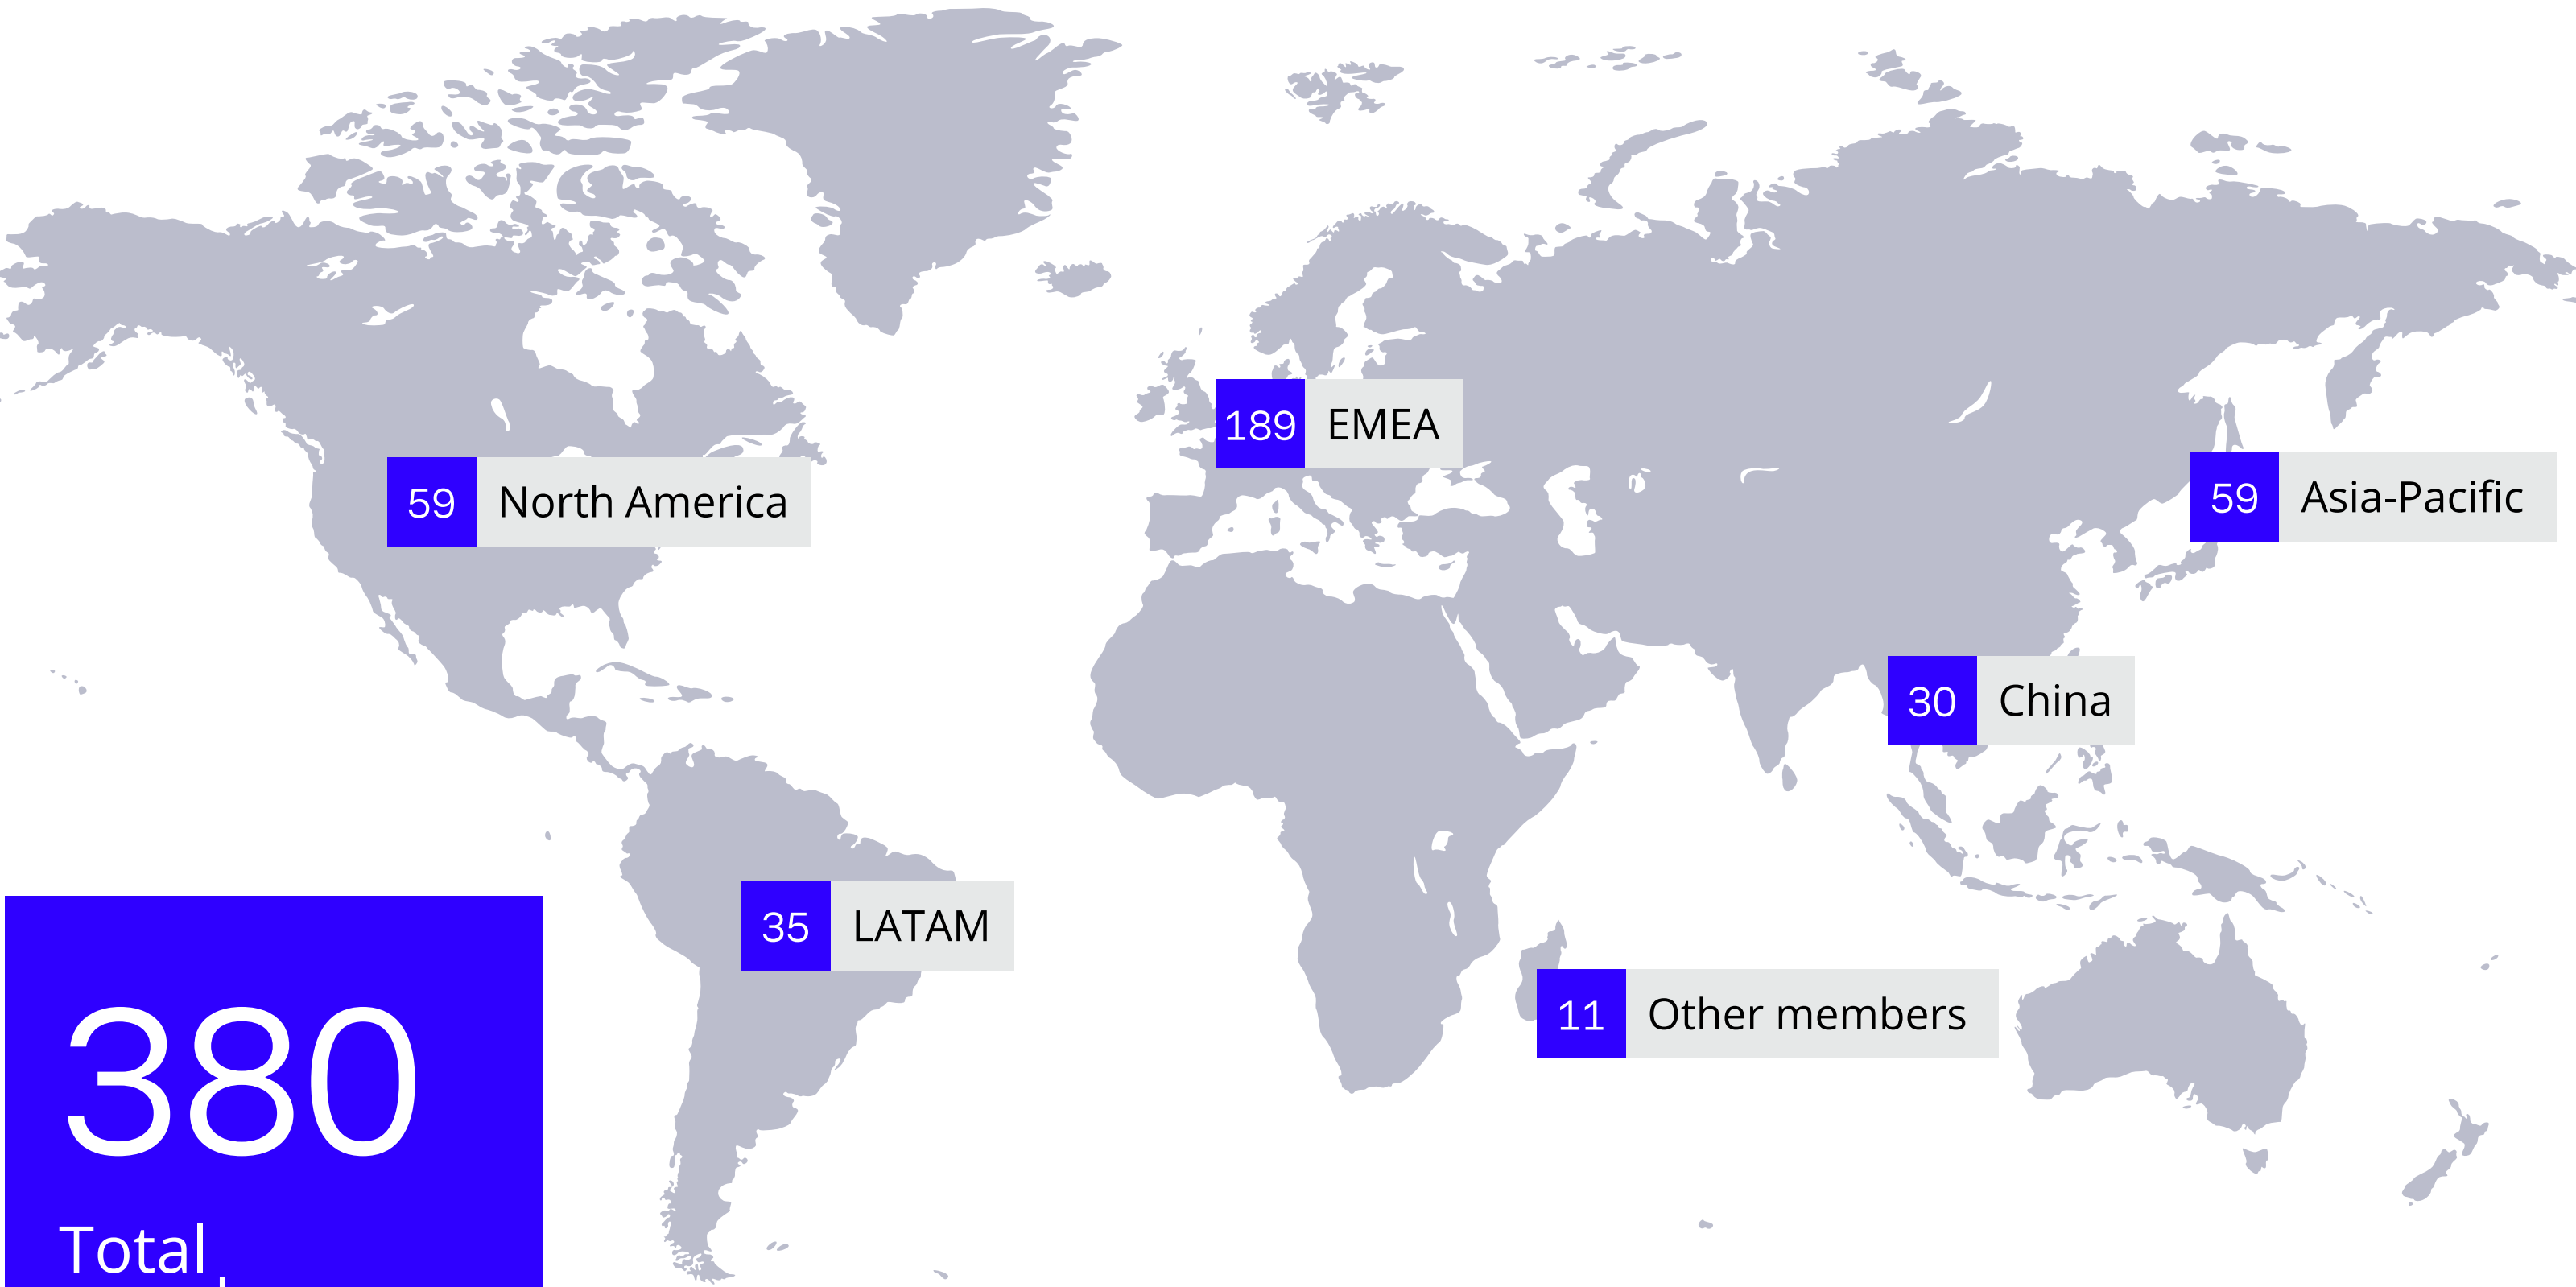 189 EMEA
59 North America
59 Asia-Pacific
30 China
35 LATAM
11 Other members
380
Total